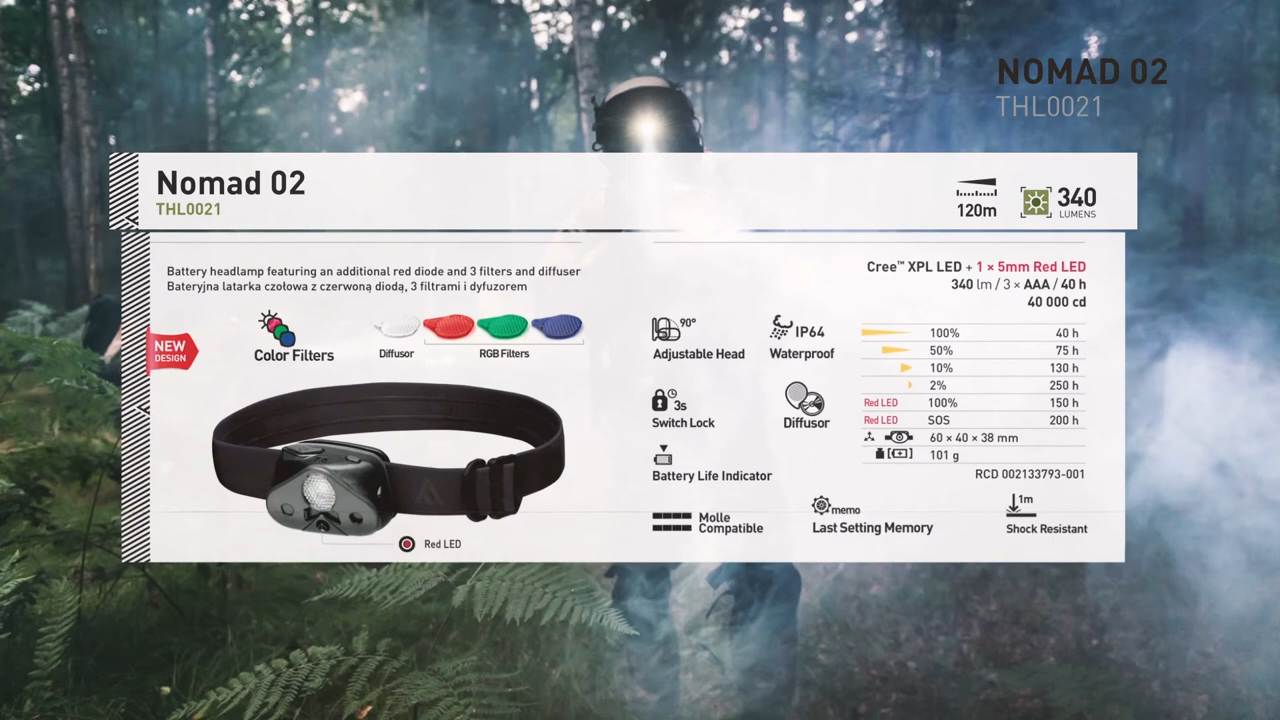 NOMAD 02
THL0021
Nomad 02
THL0021
120m
340
LUMENS
Battery headlamp featuring an additional red diode and 3 filters and diffuser
Bateryjna latarka czołowa z czerwoną diodą, 3 filtrami i dyfuzorem
NEW
DESIGN
Color Filters
Diffusor
RGB Filters
Red LED
90°
Adjustable Head
IP64
Waterproof
3s
Switch Lock
Diffusor
Battery Life Indicator
Molle
Compatible
memo
Last Setting Memory
1m
Shock Resistant
Cree™ XPL LED + 1 × 5mm Red LED
340 lm / 3 × AAA / 40 h
40 000 cd
100% 40 h
50% 75 h
10% 130 h
2% 250 h
Red LED 100% 150 h
Red LED SOS 200 h
60 × 40 × 38 mm
101 g
RCD 002133793-001